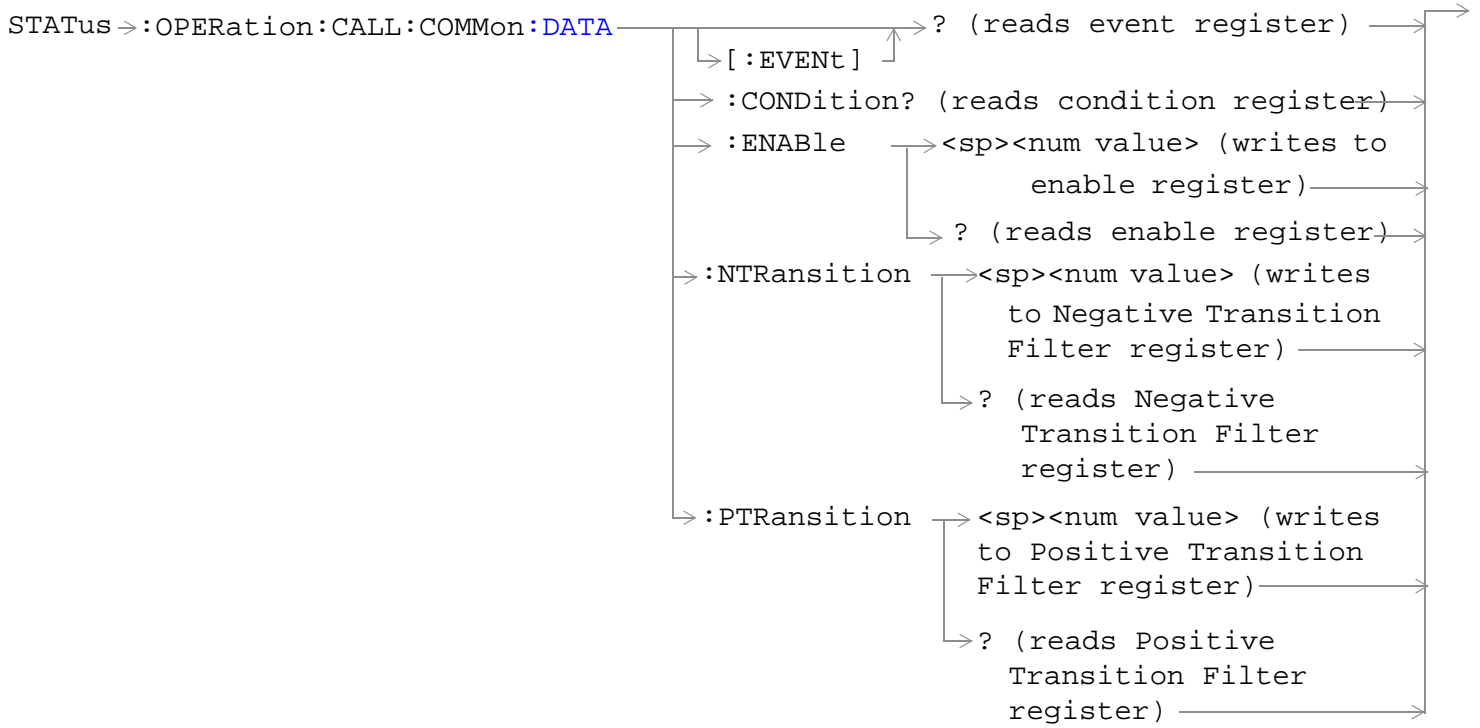 STATus :OPERation:CALL:COMMon:DATA ? (reads event register)
[:EVENt]
:CONDition? (reads condition register)
:ENABle <sp><num value> (writes to
enable register)
? (reads enable register)
:NTRansition <sp><num value> (writes
to Negative Transition
Filter register)
? (reads Negative
Transition Filter
register)
:PTRansition <sp><num value> (writes
to Positive Transition
Filter register)
? (reads Positive
Transition Filter
register)